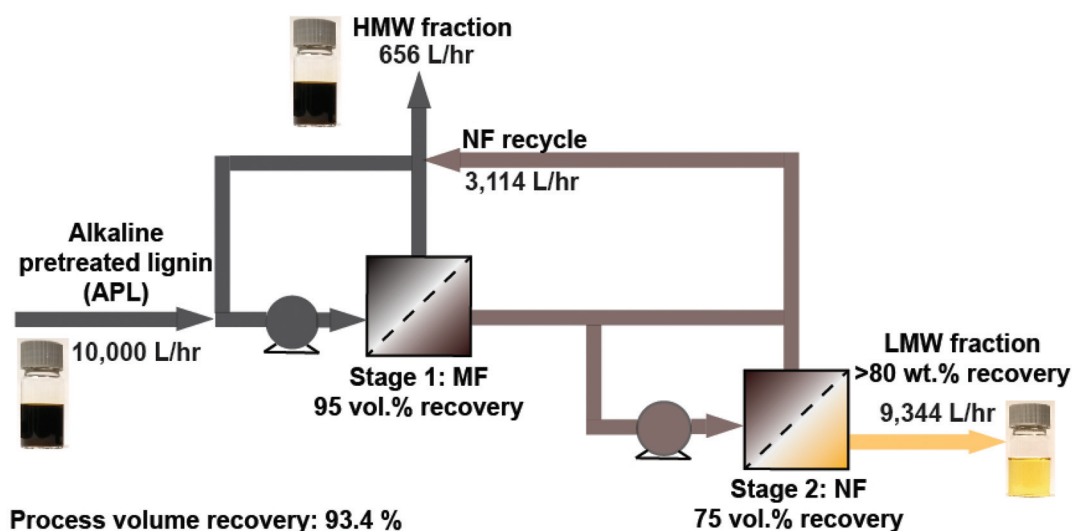 HMW fraction
656 L/hr
NF recycle
3,114 L/hr
Alkaline
pretreated lignin
(APL)
10,000 L/hr
Stage 1: MF
95 vol.% recovery
LMW fraction
>80 wt.% recovery
9,344 L/hr
Stage 2: NF
75 vol.% recovery
Process volume recovery: 93.4 %